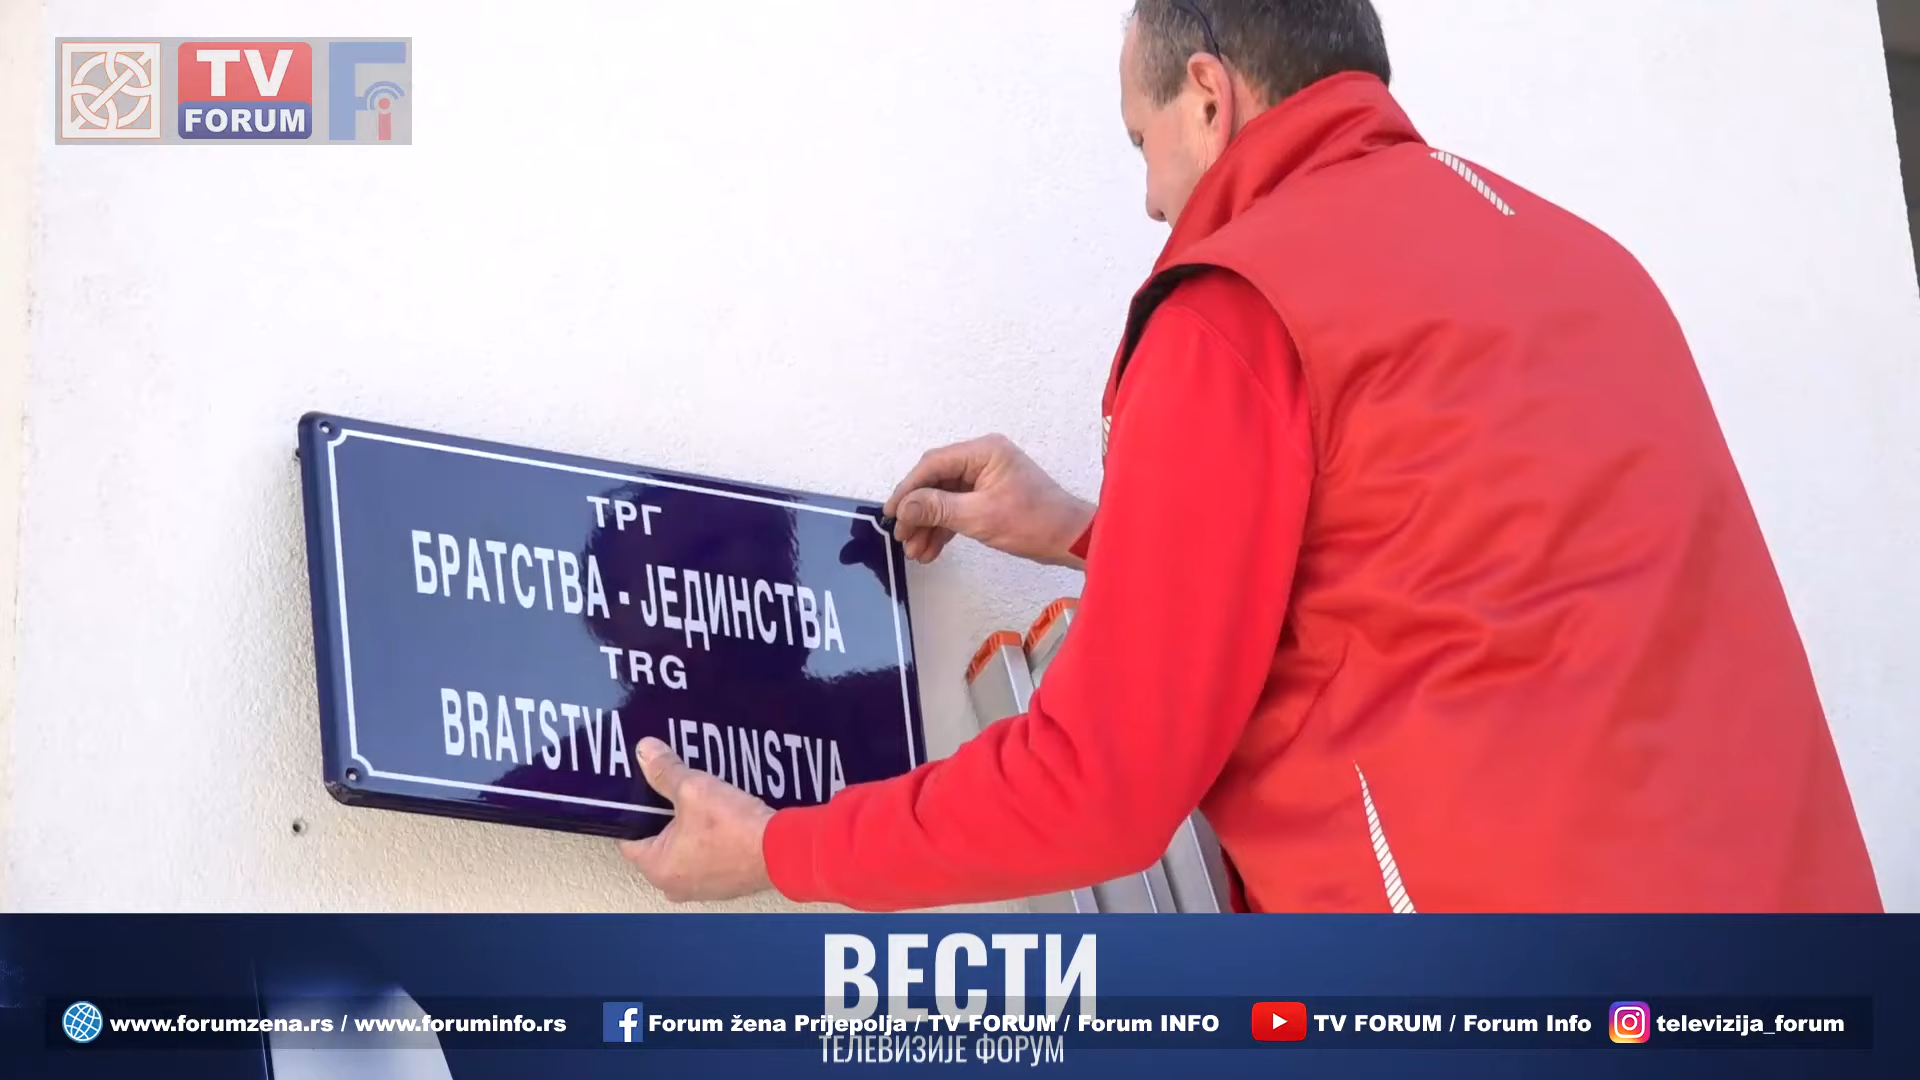 TV
FORUM
Fi
ТРГ
БРАТСТВА - ЈЕДИНСТВА
TRG
BRATSTVA - JEDINSTVA
ВЕСТИ
www.forumzena.rs / www.foruminfo.rs
Forum žena Prijepolja / TV FORUM / Forum INFO
TV FORUM / Forum Info
televizija_forum
ТЕЛЕВИЗИЈЕ ФОРУМ